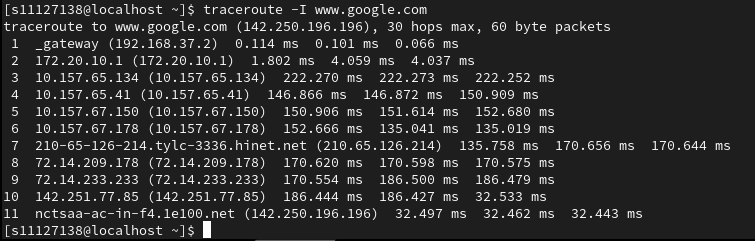 [s11127138@localhost ~]$ traceroute -I www.google.com
traceroute to www.google.com (142.250.196.196), 30 hops max, 60 byte packets
 1  _gateway (192.168.37.2)  0.114 ms  0.101 ms  0.066 ms
 2  172.20.10.1 (172.20.10.1)  1.802 ms  4.059 ms  4.037 ms
 3  10.157.65.134 (10.157.65.134)  222.270 ms  222.273 ms  222.252 ms
 4  10.157.65.41 (10.157.65.41)  146.866 ms  146.872 ms  150.909 ms
 5  10.157.67.150 (10.157.67.150)  150.906 ms  151.614 ms  152.680 ms
 6  10.157.67.178 (10.157.67.178)  152.666 ms  135.041 ms  135.019 ms
 7  210-65-126-214.tylc-3336.hinet.net (210.65.126.214)  135.758 ms  170.656 ms  170.644 ms
 8  72.14.209.178 (72.14.209.178)  170.620 ms  170.598 ms  170.575 ms
 9  72.14.233.233 (72.14.233.233)  170.554 ms  186.500 ms  186.479 ms
10  142.251.77.85 (142.251.77.85)  186.444 ms  186.427 ms  32.533 ms
11  nctsaa-ac-in-f4.1e100.net (142.250.196.196)  32.497 ms  32.462 ms  32.443 ms
[s11127138@localhost ~]$